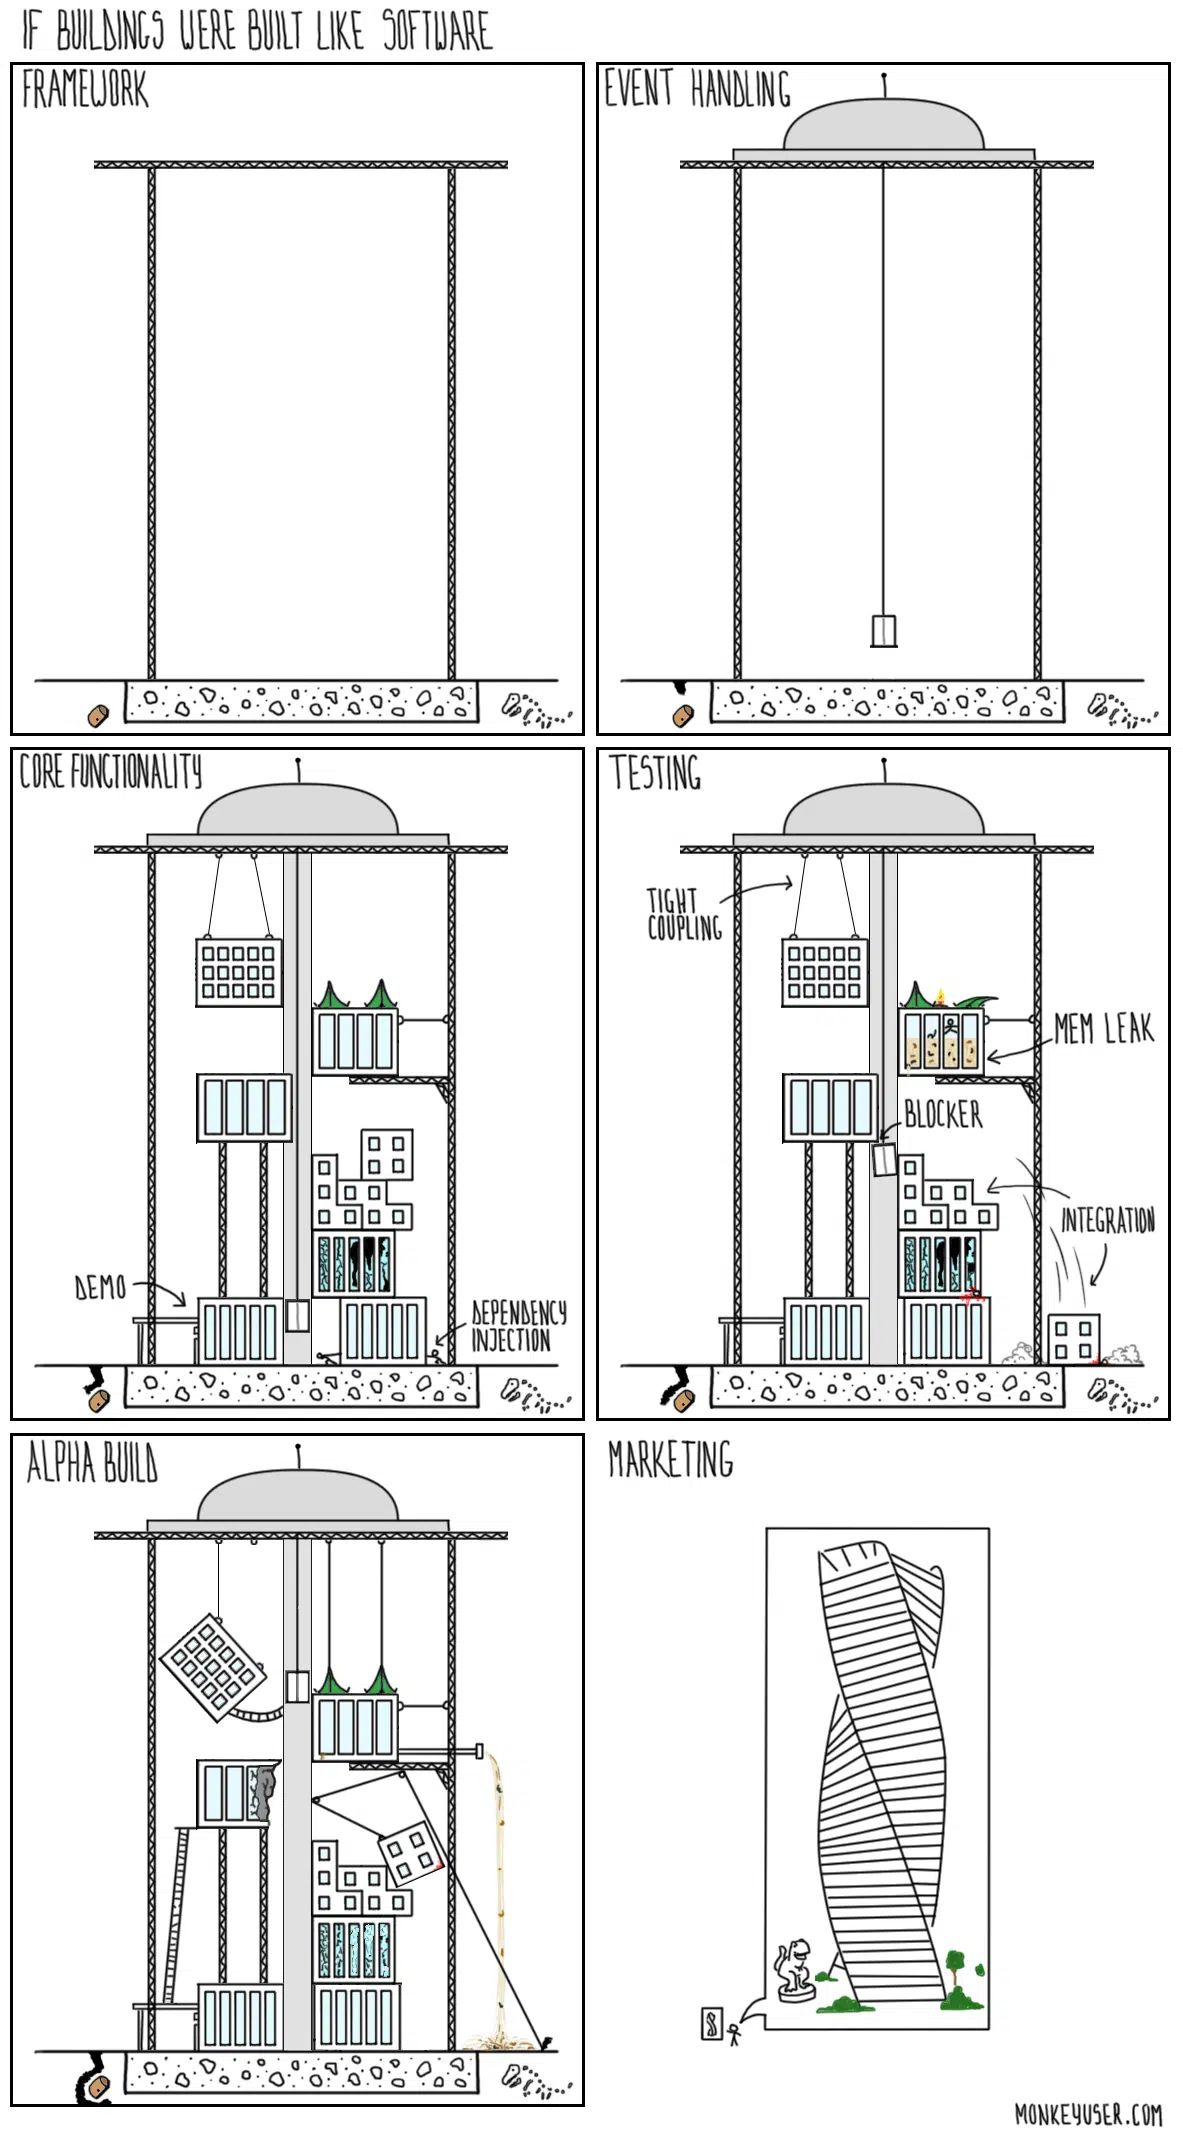 IF BUILDINGS WERE BUILT LIKE SOFTWARE
FRAMEWORK
EVENT HANDLING
CORE FUNCTIONALITY
DEMO
DEPENDENCY
INJECTION
TESTING
TIGHT
COUPLING
MEM LEAK
BLOCKER
INTEGRATION
ALPHA BUILD
MARKETING
$
MONKEYUSER.COM